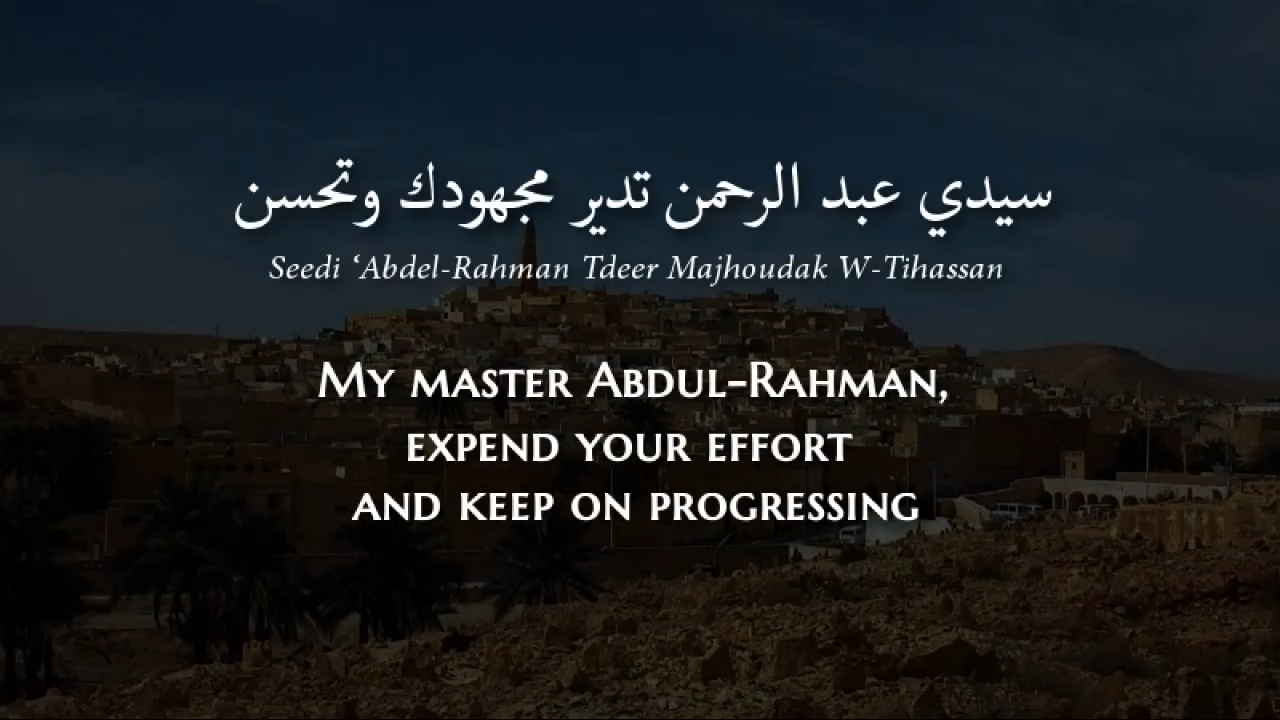 سيدي عبد الرحمن تدير مجهودك وتحسن
Seedi ‘Abdel-Rahman Tdeer Majhoudak W-Tihassan
My master Abdul-Rahman,
expend your effort
and keep on progressing